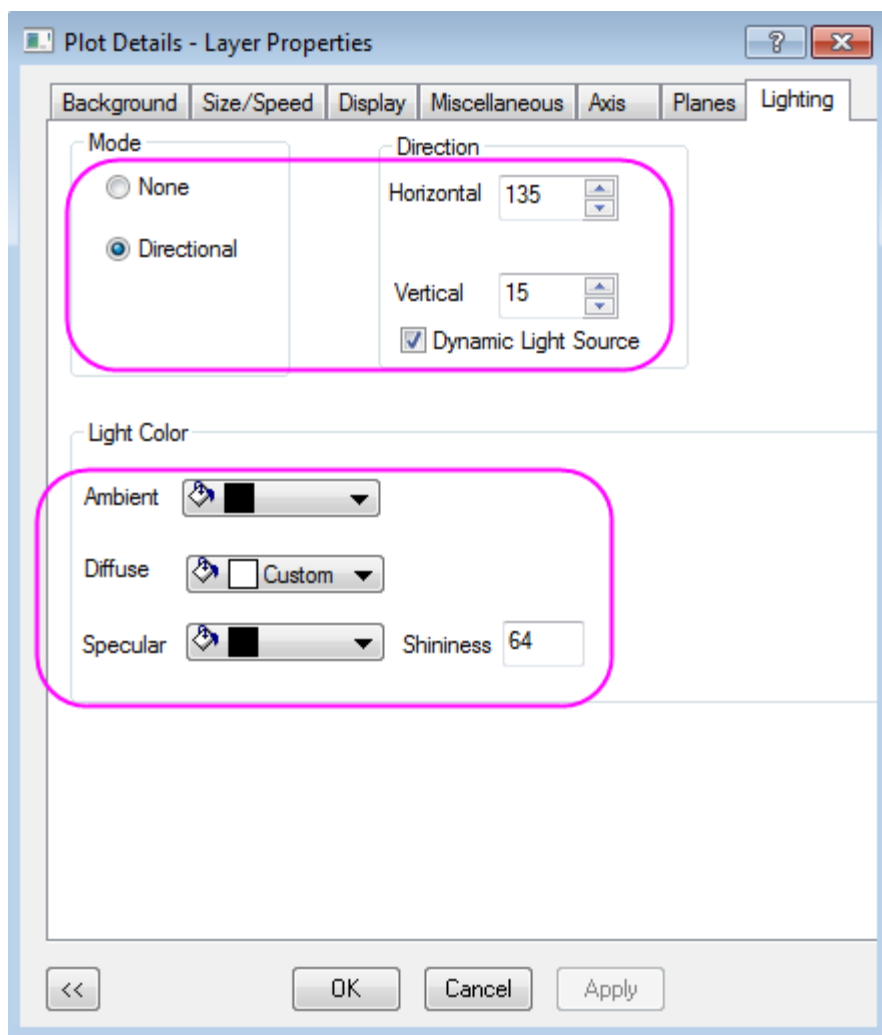 Plot Details - Layer Properties
Background Size/Speed Display Miscellaneous Axis Planes Lighting
Mode
None
Directional
Direction
Horizontal 135
Vertical 15
Dynamic Light Source
Light Color
Ambient
Diffuse Custom
Specular Shininess 64
<< OK Cancel Apply